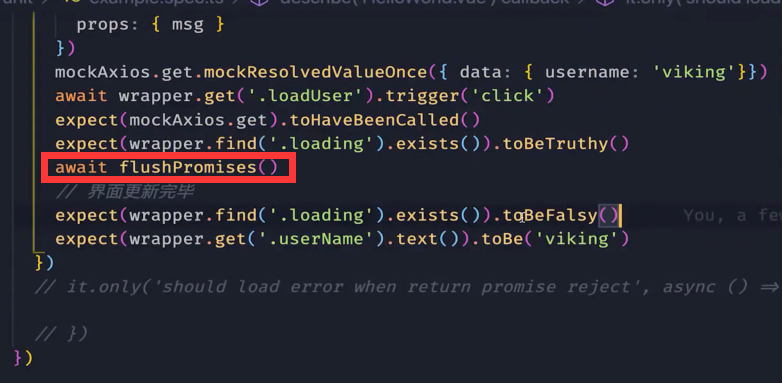 unit > example.spec.ts > describe('HelloWorld.vue') callback > it.only('should load
props: { msg }
})
mockAxios.get.mockResolvedValueOnce({ data: { username: 'viking'}})
await wrapper.get('.loadUser').trigger('click')
expect(mockAxios.get).toHaveBeenCalled()
expect(wrapper.find('.loading').exists()).toBeTruthy()
await flushPromises()
// 界面更新完毕
expect(wrapper.find('.loading').exists()).toBeFalsy() You, a few
expect(wrapper.get('.userName').text()).toBe('viking')
})
// it.only('should load error when return promise reject', async () =>
// })
})